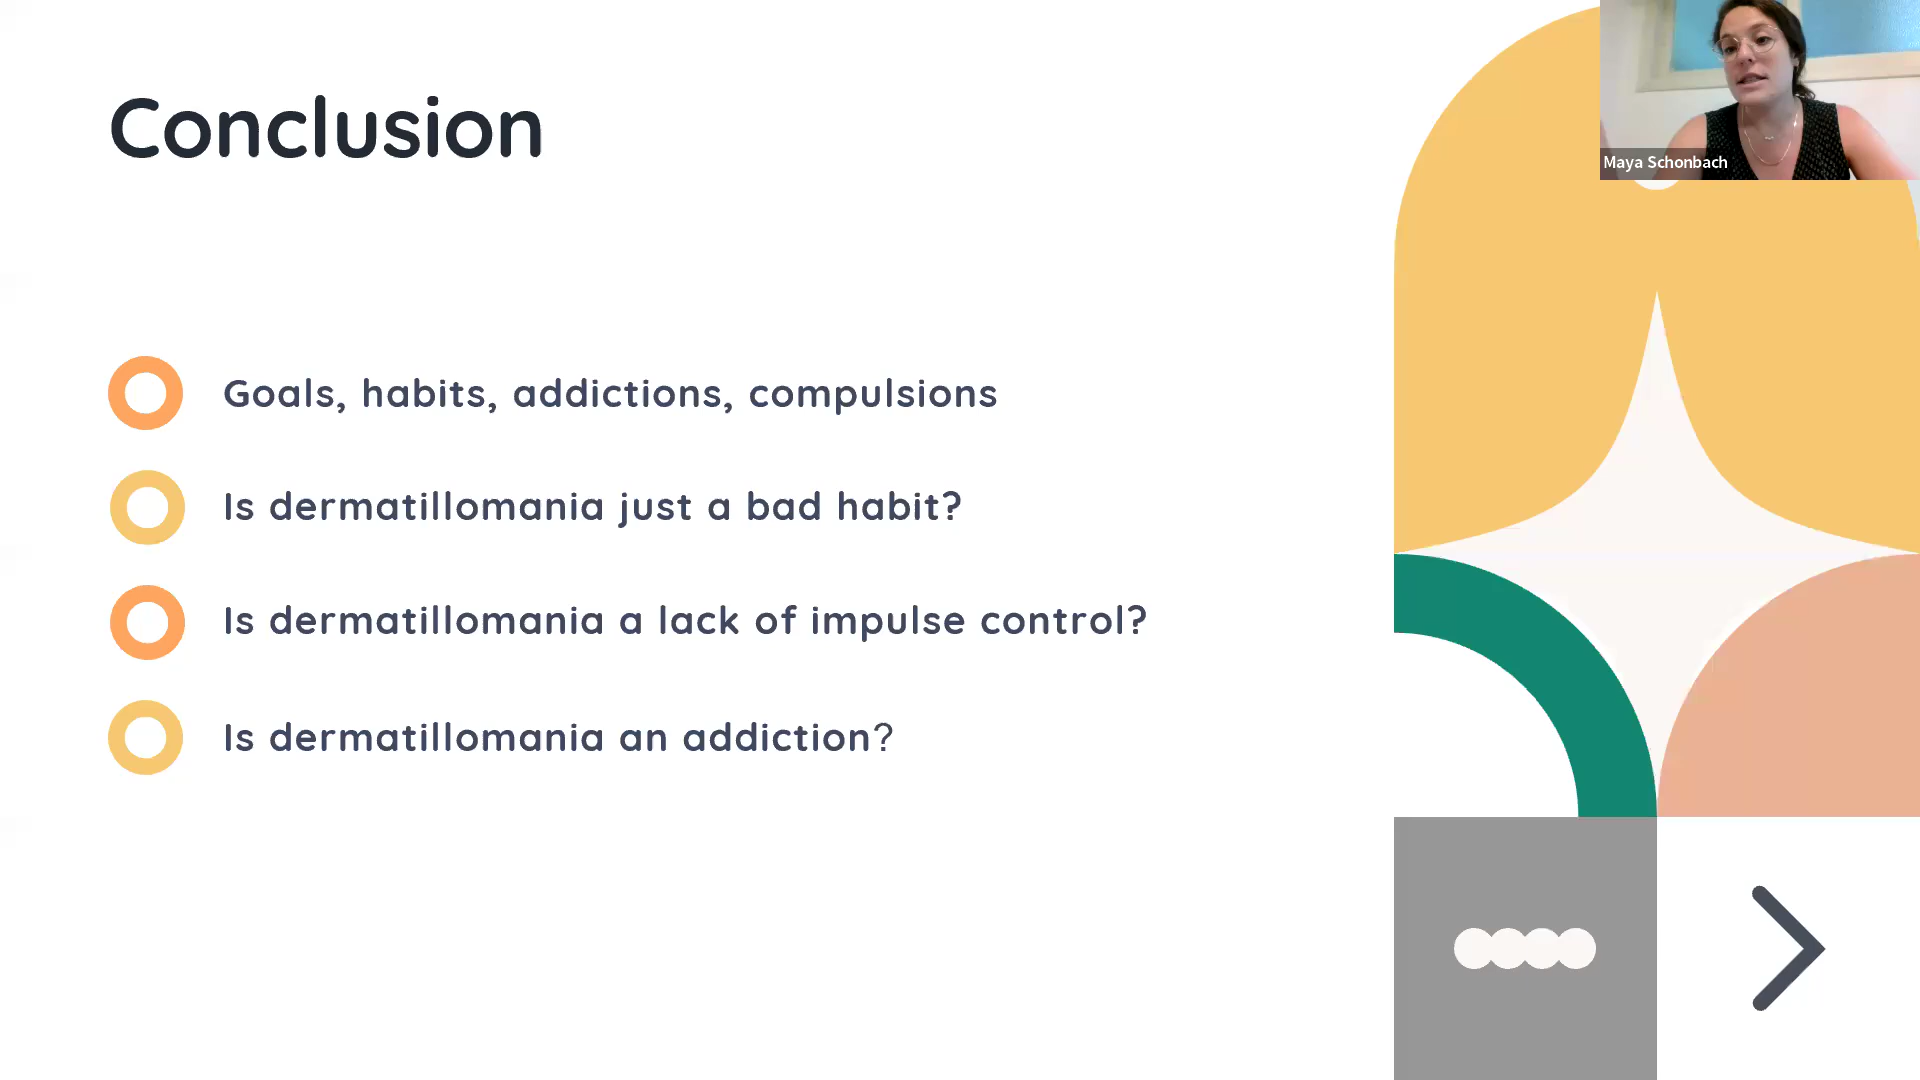 Conclusion
Maya Schonbach
Goals, habits, addictions, compulsions
Is dermatillomania just a bad habit?
Is dermatillomania a lack of impulse control?
Is dermatillomania an addiction?